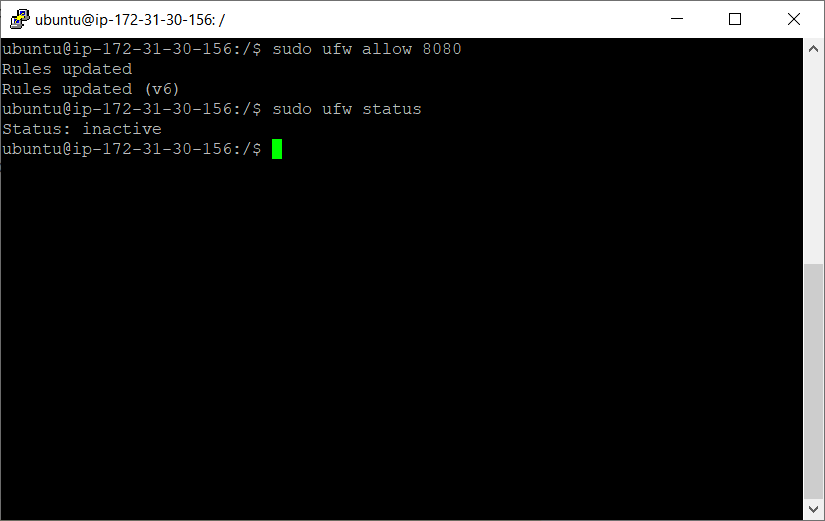 ubuntu@ip-172-31-30-156: /
ubuntu@ip-172-31-30-156:/$ sudo ufw allow 8080
Rules updated
Rules updated (v6)
ubuntu@ip-172-31-30-156:/$ sudo ufw status
Status: inactive
ubuntu@ip-172-31-30-156:/$